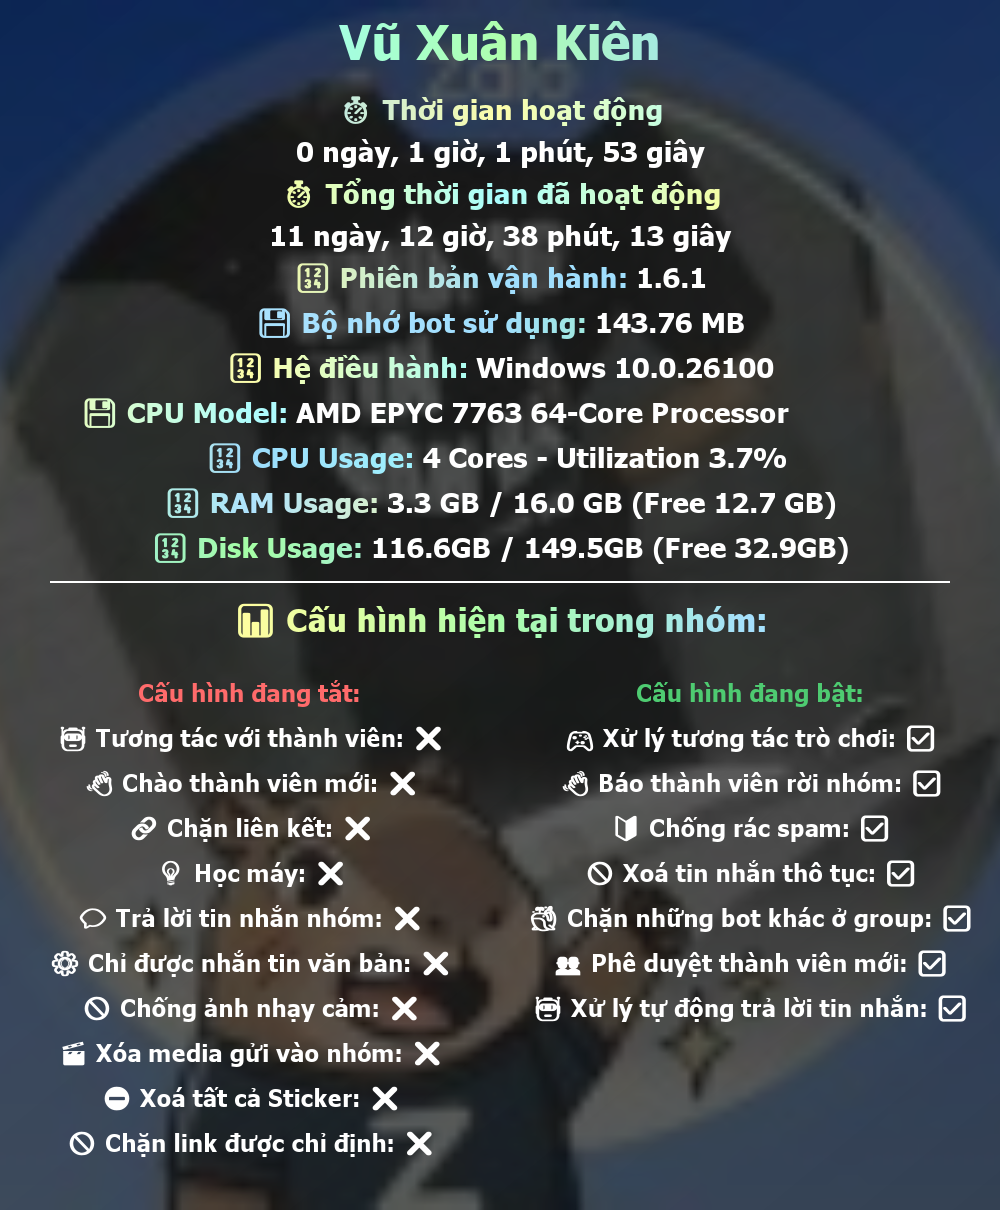 Vũ Xuân Kiên
Thời gian hoạt động
0 ngày, 1 giờ, 1 phút, 53 giây
Tổng thời gian đã hoạt động
11 ngày, 12 giờ, 38 phút, 13 giây
Phiên bản vận hành: 1.6.1
Bộ nhớ bot sử dụng: 143.76 MB
Hệ điều hành: Windows 10.0.26100
CPU Model: AMD EPYC 7763 64-Core Processor
CPU Usage: 4 Cores - Utilization 3.7%
RAM Usage: 3.3 GB / 16.0 GB (Free 12.7 GB)
Disk Usage: 116.6GB / 149.5GB (Free 32.9GB)
Cấu hình hiện tại trong nhóm:
Cấu hình đang tắt:
Tương tác với thành viên:
Chào thành viên mới:
Chặn liên kết:
Học máy:
Trả lời tin nhắn nhóm:
Chỉ được nhắn tin văn bản:
Chống ảnh nhạy cảm:
Xóa media gửi vào nhóm:
Xoá tất cả Sticker:
Chặn link được chỉ định:
Cấu hình đang bật:
Xử lý tương tác trò chơi:
Báo thành viên rời nhóm:
Chống rác spam:
Xoá tin nhắn thô tục:
Chặn những bot khác ở group:
Phê duyệt thành viên mới:
Xử lý tự động trả lời tin nhắn:
Z